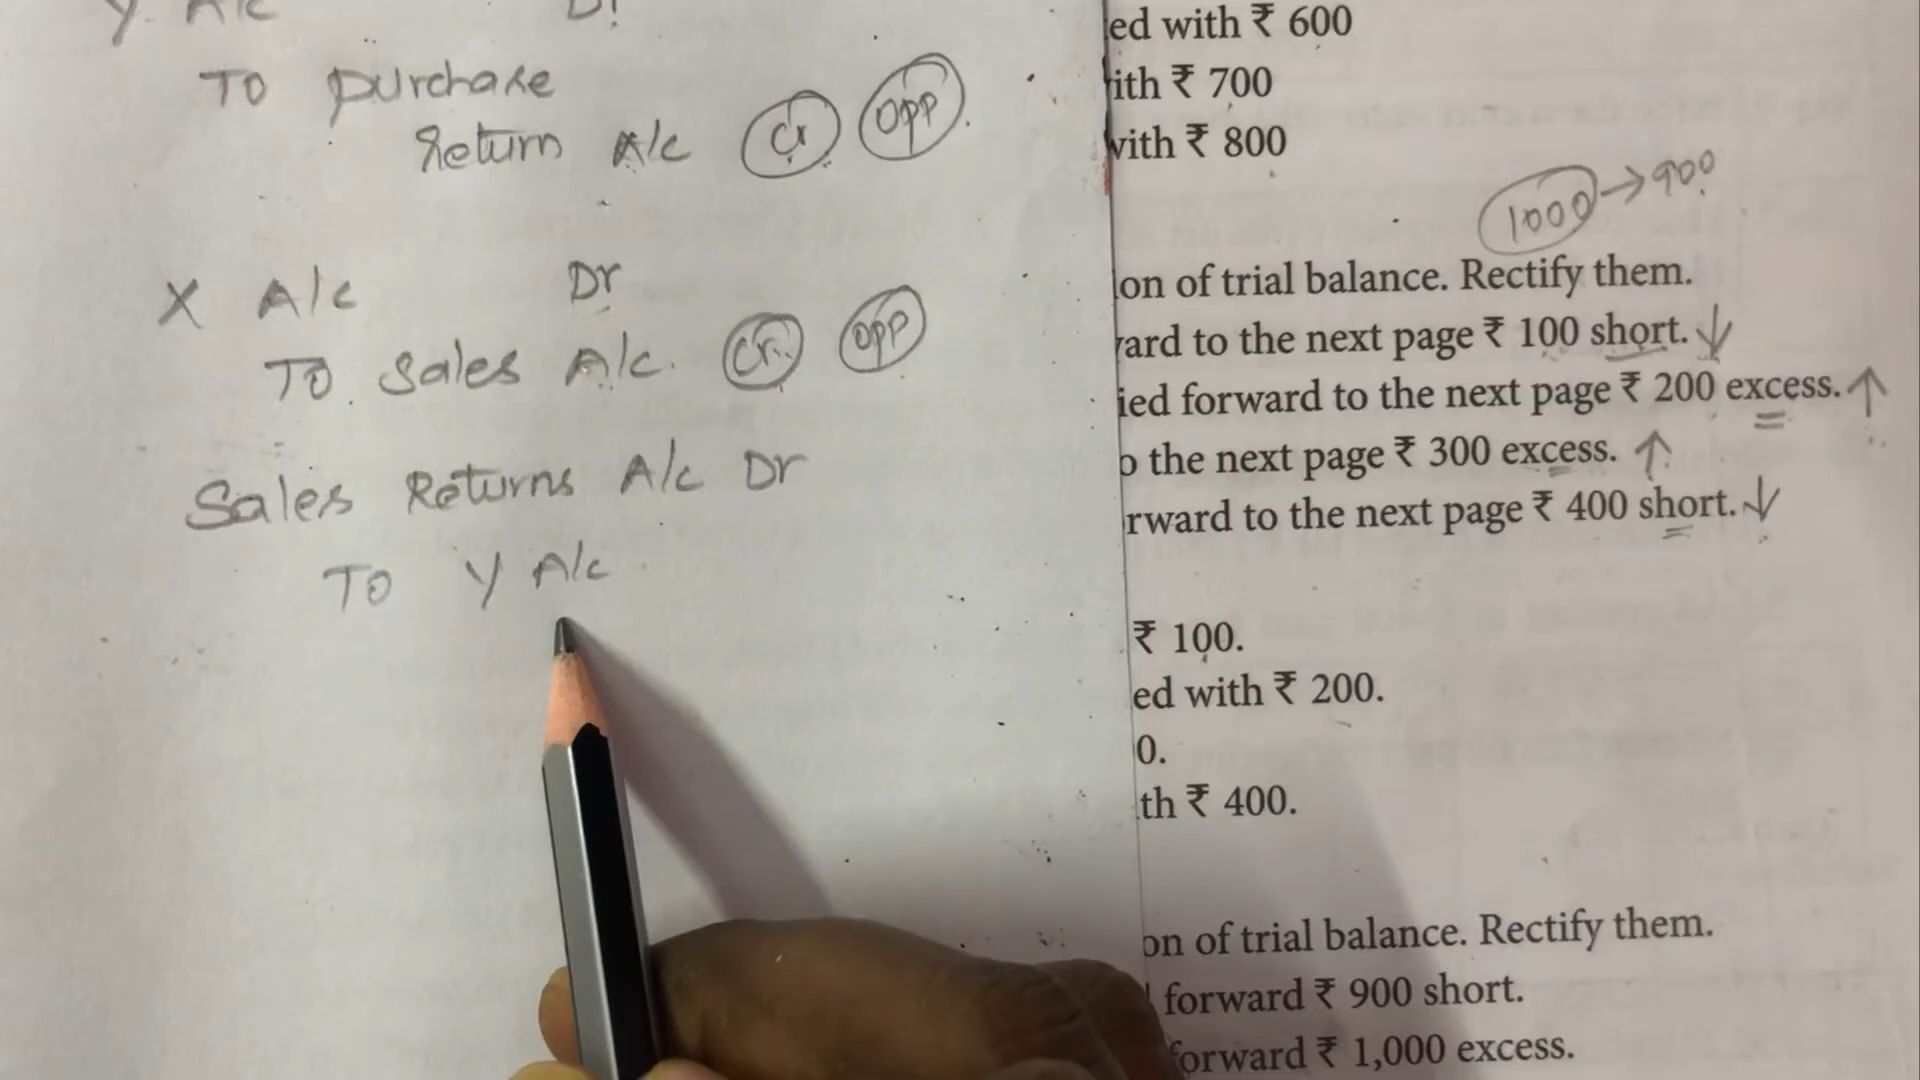 Y A/c Dr
To purchase
Return A/c Cr OPP
X A/c Dr
To Sales A/c. Cr. OPP
Sales Returns A/c Dr
To Y A/c
ed with ₹ 600
ith ₹ 700
with ₹ 800
1000 → 900
on of trial balance. Rectify them.
ard to the next page ₹ 100 short. ↓
ied forward to the next page ₹ 200 excess. ↑
o the next page ₹ 300 excess. ↑
rward to the next page ₹ 400 short. ↓
₹ 100.
ed with ₹ 200.
0.
th ₹ 400.
on of trial balance. Rectify them.
forward ₹ 900 short.
forward ₹ 1,000 excess.